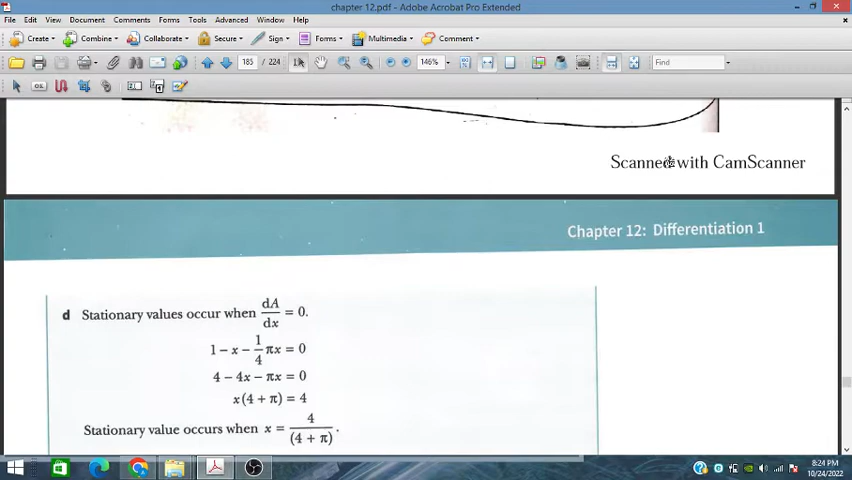 chapter 12.pdf - Adobe Acrobat Pro Extended
File Edit View Document Comments Forms Tools Advanced Window Help
Create Combine Collaborate Secure Sign Forms Multimedia Comment
185 / 224 146% Find
Scanned with CamScanner
Chapter 12: Differentiation 1
d Stationary values occur when dA/dx = 0.
1 − x − 1/4 πx = 0
4 − 4x − πx = 0
x(4 + π) = 4
Stationary value occurs when x = 4/(4 + π).
8:24 PM
10/24/2022